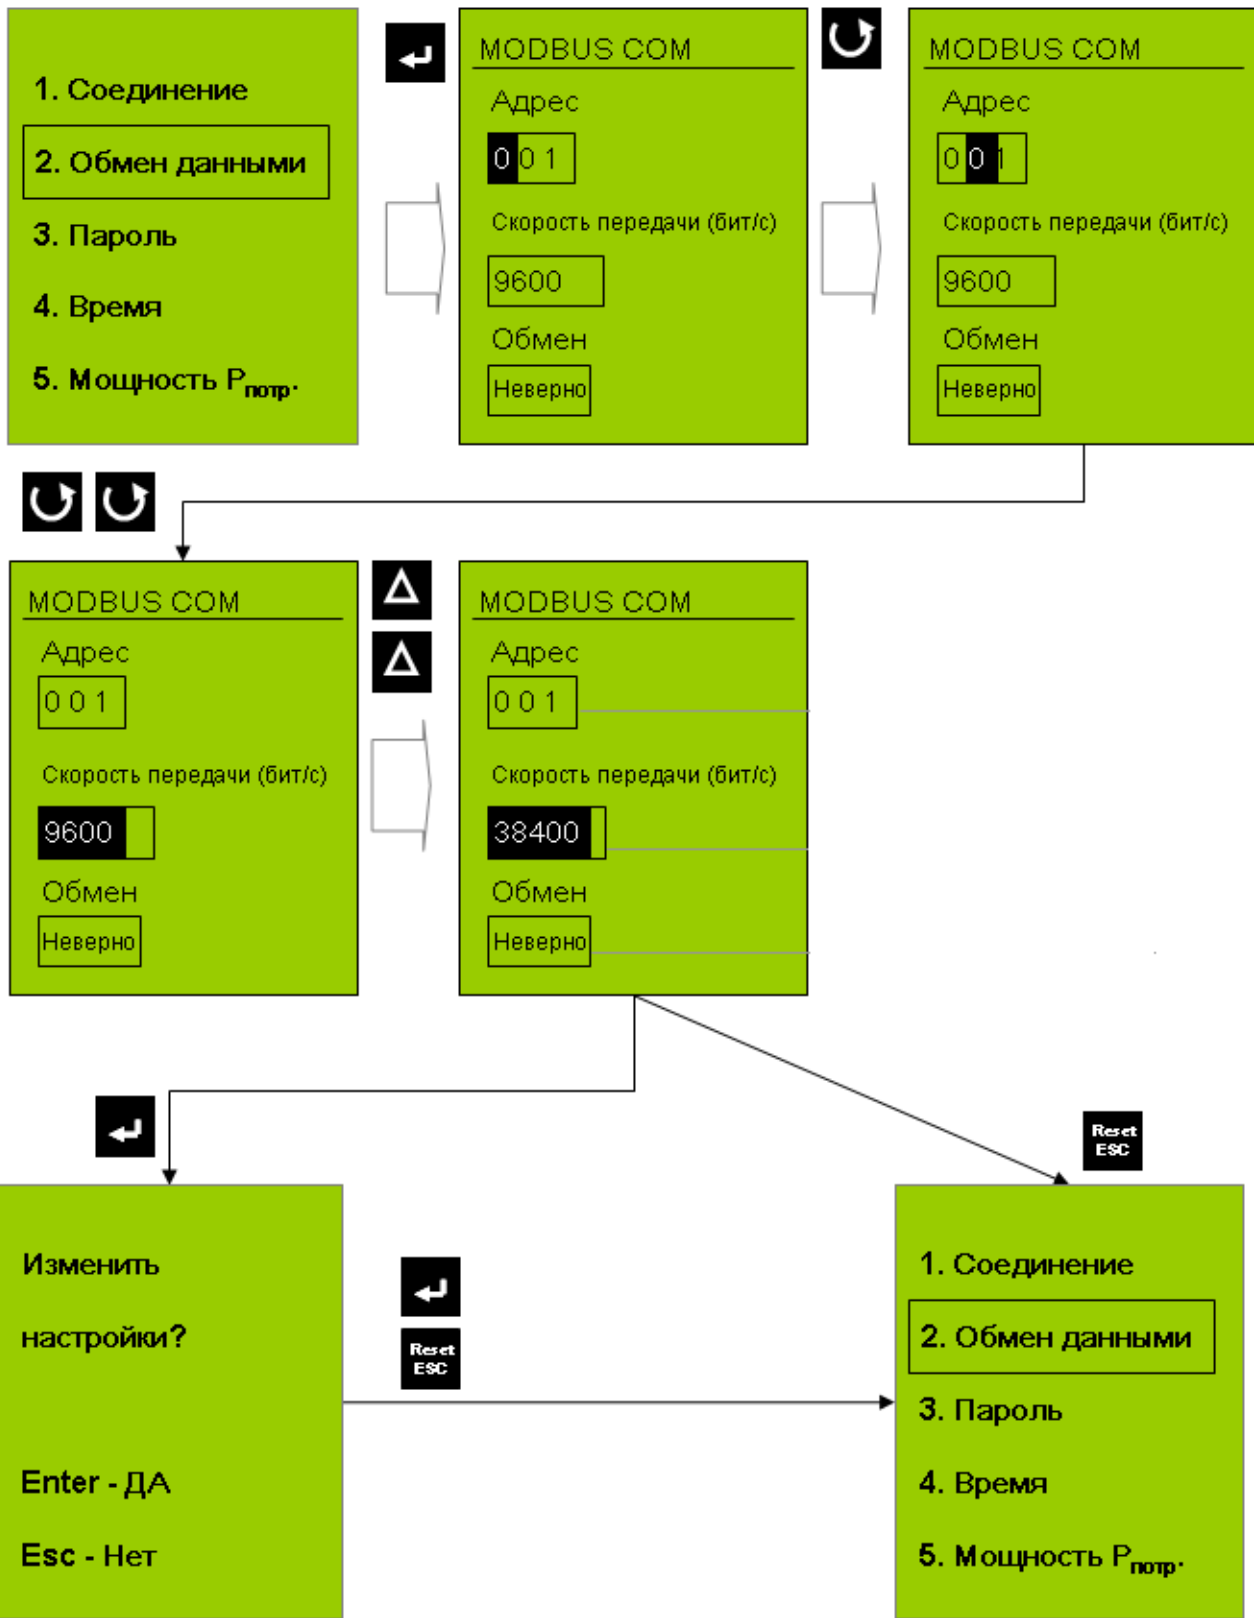 1. Соединение
2. Обмен данными
3. Пароль
4. Время
5. Мощность Pпотр.
MODBUS COM
Адрес
0 0 1
Скорость передачи (бит/с)
9600
Обмен
Неверно
MODBUS COM
Адрес
0 0 1
Скорость передачи (бит/с)
9600
Обмен
Неверно
MODBUS COM
Адрес
0 0 1
Скорость передачи (бит/с)
9600
Обмен
Неверно
MODBUS COM
Адрес
0 0 1
Скорость передачи (бит/с)
38400
Обмен
Неверно
Reset
ESC
Изменить
настройки?
Enter - ДА
Esc - Нет
Reset
ESC
1. Соединение
2. Обмен данными
3. Пароль
4. Время
5. Мощность Pпотр.